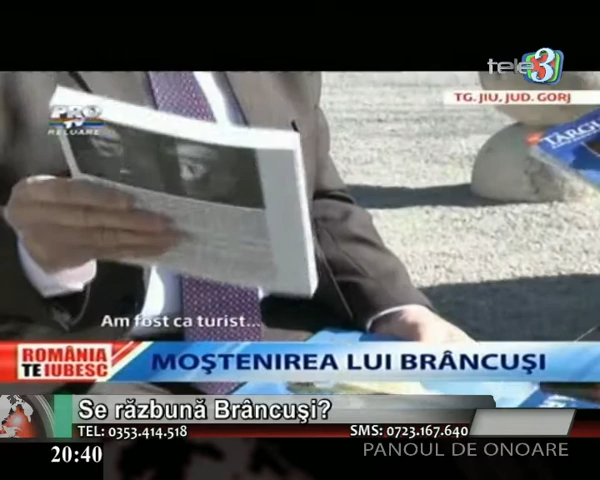 tele3
TG. JIU, JUD. GORJ
PRO
TV
RELUARE
TÂRGU
Am fost ca turist...
ROMÂNIA
TE IUBESC
MOŞTENIREA LUI BRÂNCUŞI
Se răzbună Brâncuşi?
TEL: 0353.414.518
SMS: 0723.167.640
20:40
PANOUL DE ONOARE